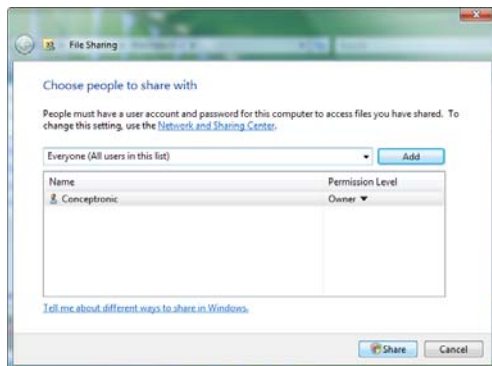 File Sharing
Choose people to share with
People must have a user account and password for this computer to access files you have shared. To
change this setting, use the Network and Sharing Center.
Everyone (All users in this list)
Add
Name Permission Level
Conceptronic Owner
Tell me about different ways to share in Windows.
Share Cancel